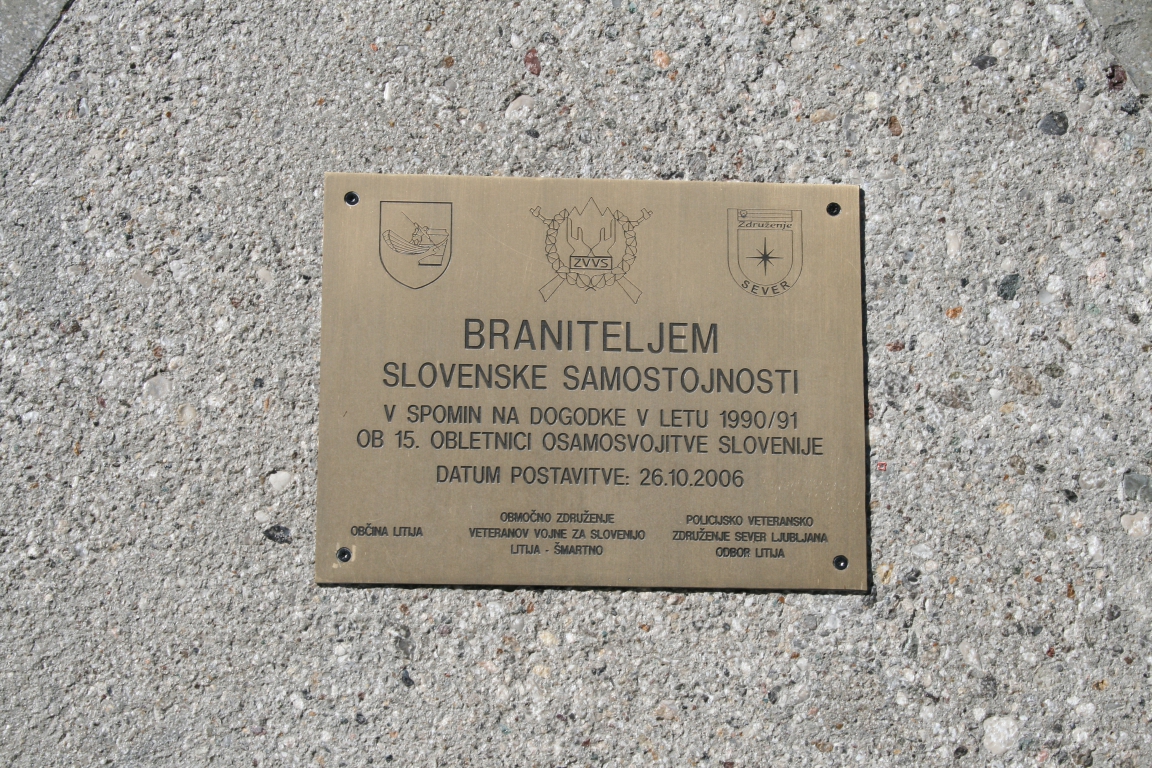 ZVVS
Združenje
SEVER
BRANITELJEM
SLOVENSKE SAMOSTOJNOSTI
V SPOMIN NA DOGODKE V LETU 1990/91
OB 15. OBLETNICI OSAMOSVOJITVE SLOVENIJE
DATUM POSTAVITVE: 26.10.2006
OBČINA LITIJA
OBMOČNO ZDRUŽENJE
VETERANOV VOJNE ZA SLOVENIJO
LITIJA - ŠMARTNO
POLICIJSKO VETERANSKO
ZDRUŽENJE SEVER LJUBLJANA
ODBOR LITIJA